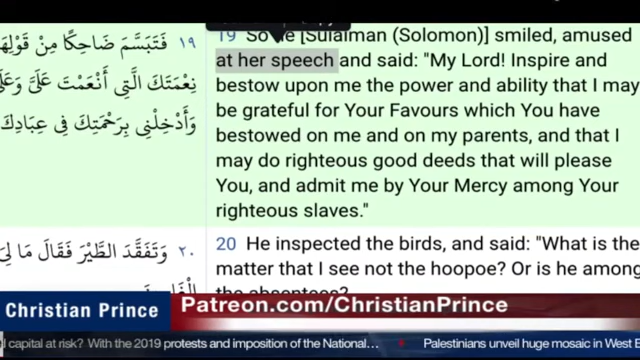 ١٩ فَتَبَسَّمَ ضَاحِكًا مِنْ قَوْلِهَا
نِعْمَتَكَ الَّتِي أَنْعَمْتَ عَلَيَّ وَعَلَى
وَأَدْخِلْنِي بِرَحْمَتِكَ فِي عِبَادِكَ
19 So he [Sulaiman (Solomon)] smiled, amused
at her speech and said: "My Lord! Inspire and
bestow upon me the power and ability that I may
be grateful for Your Favours which You have
bestowed on me and on my parents, and that I
may do righteous good deeds that will please
You, and admit me by Your Mercy among Your
righteous slaves."
٢٠ وَتَفَقَّدَ الطَّيْرَ فَقَالَ مَا لِيَ
20 He inspected the birds, and said: "What is the
matter that I see not the hoopoe? Or is he among
the absentees?
Christian Prince
Patreon.com/ChristianPrince
al capital at risk? With the 2019 protests and imposition of the National... Palestinians unveil huge mosaic in West B